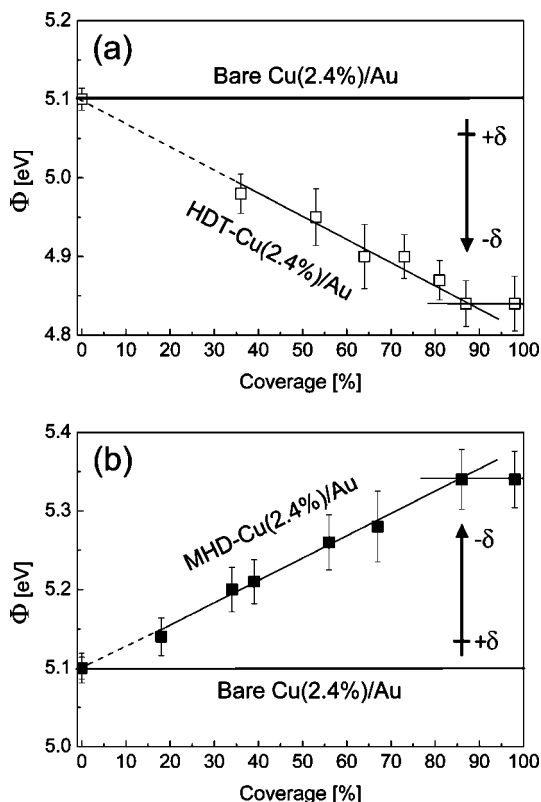 (a)
5.2
5.1
5.0
4.9
4.8
Φ [eV]
Bare Cu(2.4%)/Au
+δ
-δ
HDT-Cu(2.4%)/Au
0 10 20 30 40 50 60 70 80 90 100
Coverage [%]
(b)
5.4
5.3
5.2
5.1
5.0
Φ [eV]
MHD-Cu(2.4%)/Au
-δ
+δ
Bare Cu(2.4%)/Au
0 10 20 30 40 50 60 70 80 90 100
Coverage [%]